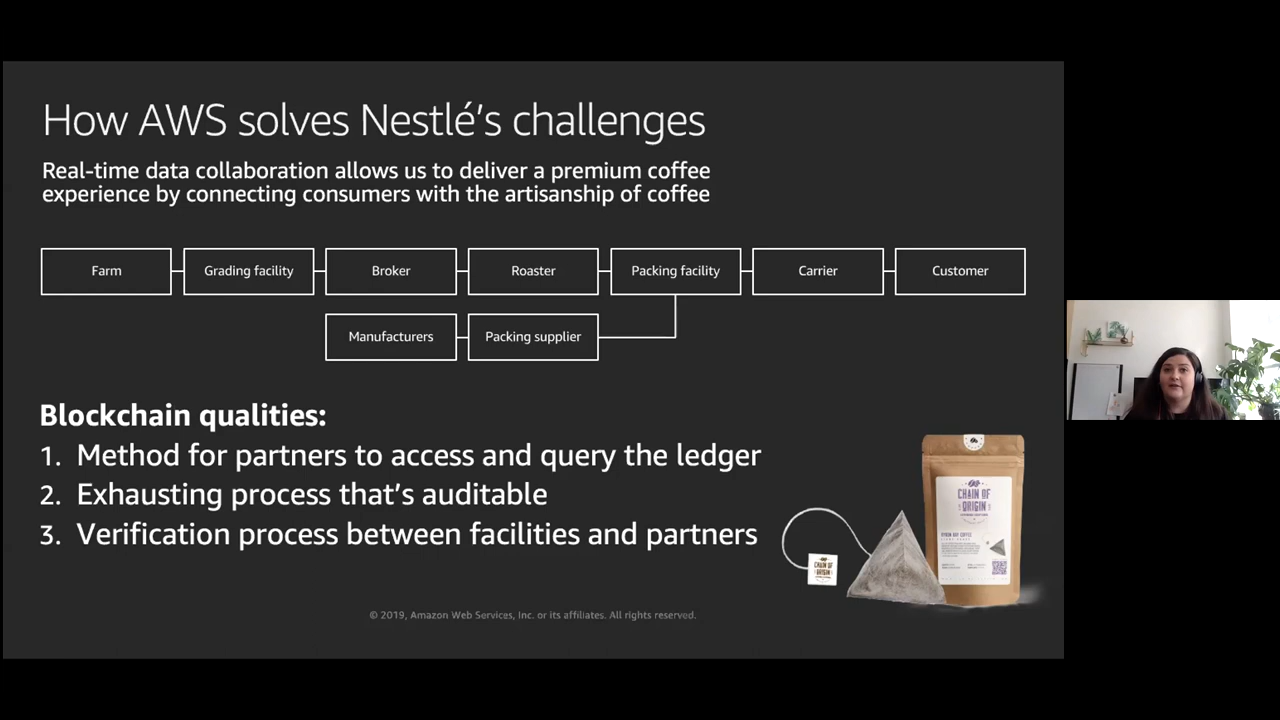 How AWS solves Nestlé's challenges
Real-time data collaboration allows us to deliver a premium coffee
experience by connecting consumers with the artisanship of coffee
Farm
Grading facility
Broker
Roaster
Packing facility
Carrier
Customer
Manufacturers
Packing supplier
Blockchain qualities:
1. Method for partners to access and query the ledger
2. Exhausting process that's auditable
3. Verification process between facilities and partners
CHAIN OF
ORIGIN
CHAIN OF
ORIGIN
BYRON BAY COFFEE
© 2019, Amazon Web Services, Inc. or its affiliates. All rights reserved.